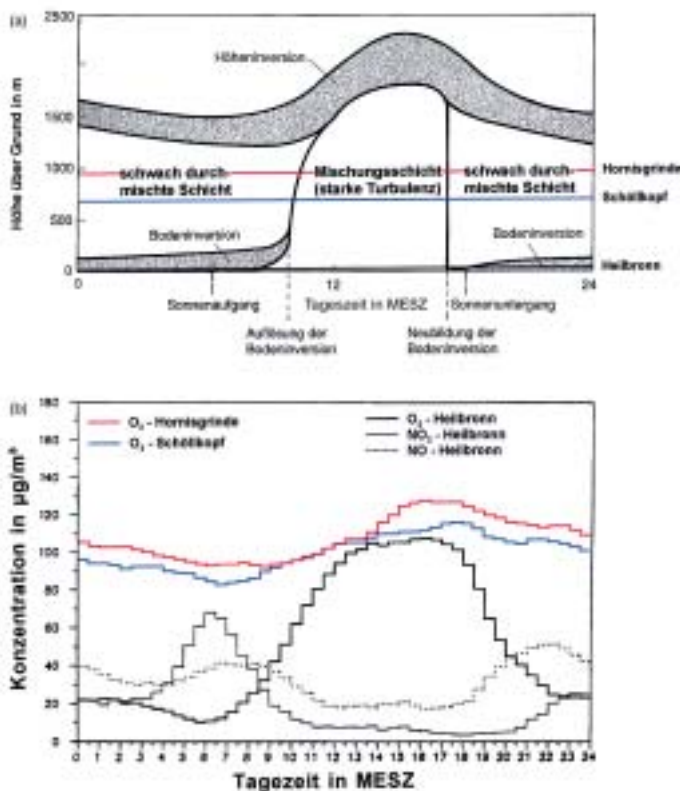 [a]
2500
1500
1000
500
0
Höhe über Grund in m
Höheninversion
schwach durch-
mischte Schicht
Mischungsschicht
(starke Turbulenz)
schwach durch-
mischte Schicht
Hornisgrinde
Schöllkopf
Bodeninversion
Bodeninversion
Heilbronn
0 12 24
Sonnenaufgang
Tageszeit in MESZ
Sonnenuntergang
Auflösung der
Bodeninversion
Neubildung der
Bodeninversion
[b]
180
160
140
120
100
80
60
40
20
0
Konzentration in µg/m³
O₃ - Hornisgrinde
O₃ - Schöllkopf
O₃ - Heilbronn
NO₂ - Heilbronn
NO - Heilbronn
0 1 2 3 4 5 6 7 8 9 10 11 12 13 14 15 16 17 18 19 20 21 22 23 24
Tagezeit in MESZ